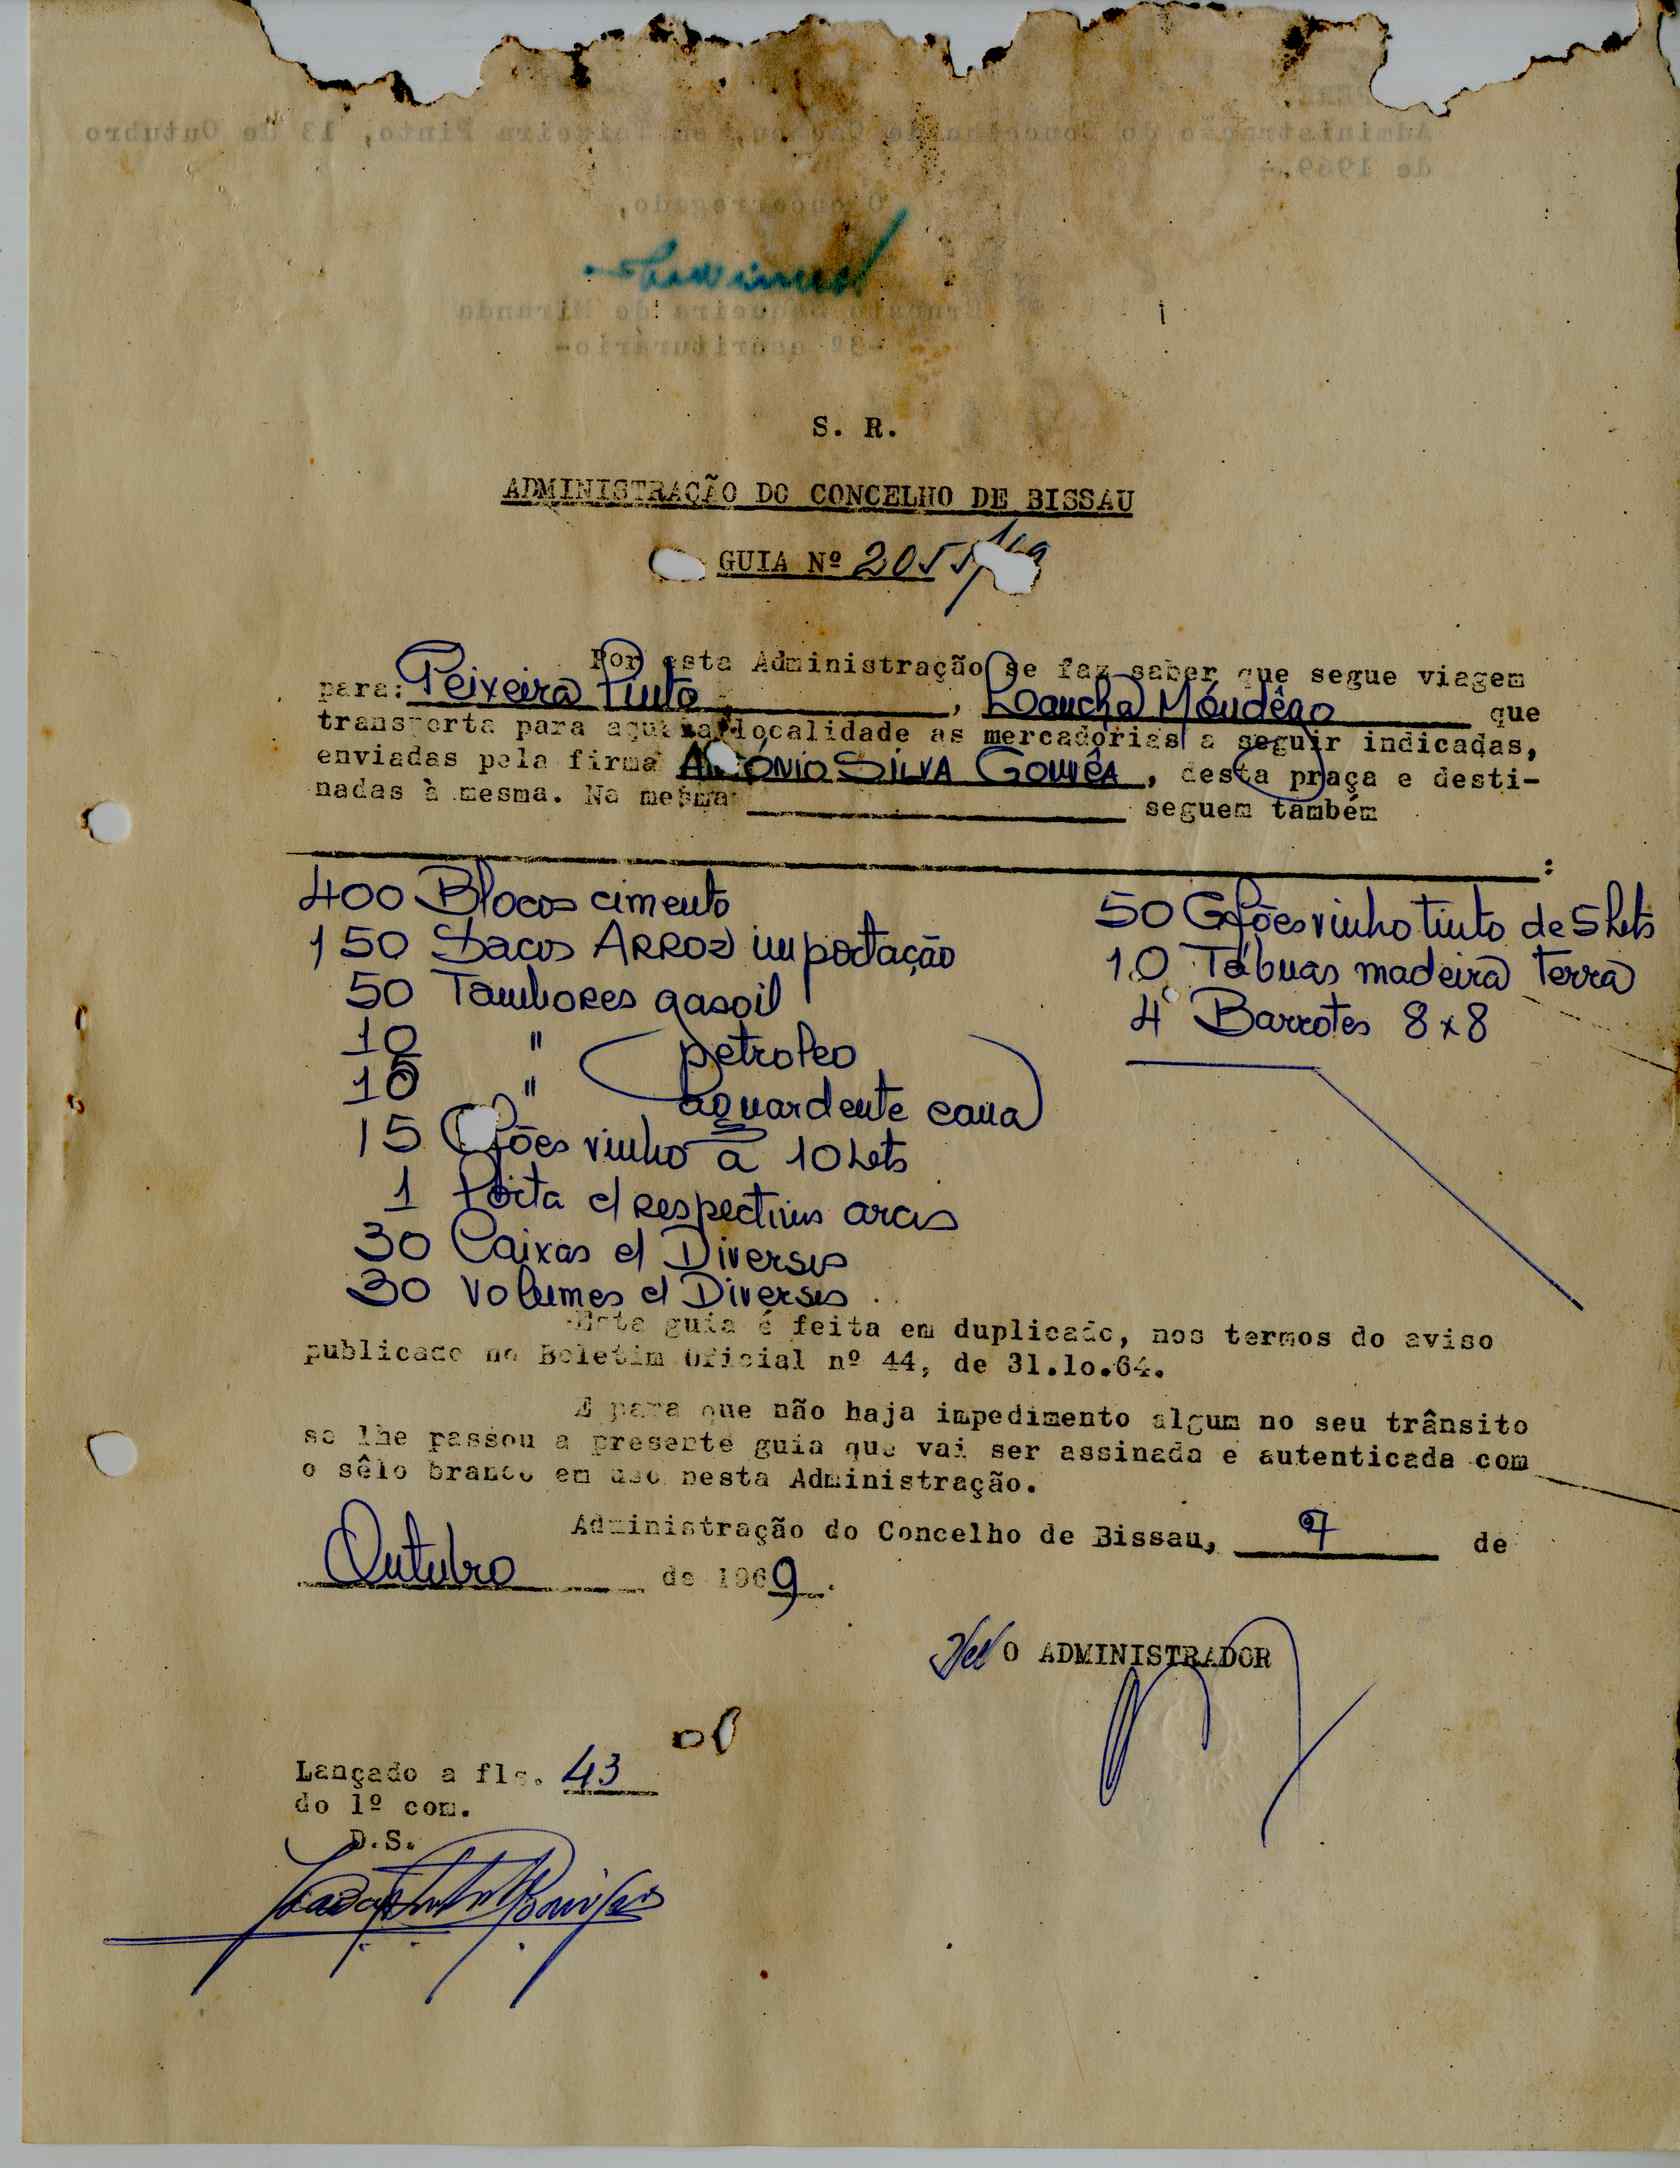 S. R.
ADMINISTRAÇÃO DO CONCELHO DE BISSAU
GUIA Nº 2055/69
Por esta Administração se faz saber que segue viagem
para: Teixeira Pinto, Lancha Móndêgo que
transporta para aquela localidade as mercadorias a seguir indicadas,
enviadas pela firma António Silva Gouvêa, desta praça e desti-
nadas à mesma. Na mesma seguem também
:
400 Blocos cimento
150 Sacos ARROZ importação
50 Tambores gasoil
10 " petroleo
10 " aguardente cana
15 Gfões vinho a 10 Lets
1 Porta c/ respectivos aros
30 Caixas c/ Diversos
30 Volumes c/ Diversos
50 Gfões vinho tinto de 5 Lets
10 Tábuas madeira terra
4 Barrotes 8x8
Esta guia é feita em duplicado, nos termos do aviso
publicado no Boletim Oficial nº 44, de 31.10.64.
E para que não haja impedimento algum no seu trânsito
se lhe passou a presente guia que vai ser assinada e autenticada com
o sêlo branco em uso nesta Administração.
Administração do Concelho de Bissau, 7 de
Outubro de 1969.
O ADMINISTRADOR
Lançado a fls. 43
do 1º com.
D.S.